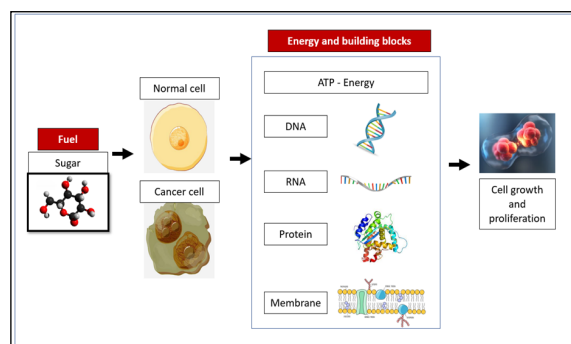 Energy and building blocks
Normal cell
ATP - Energy
DNA
Fuel
Sugar
RNA
Cancer cell
Cell growth
and
proliferation
Protein
Membrane